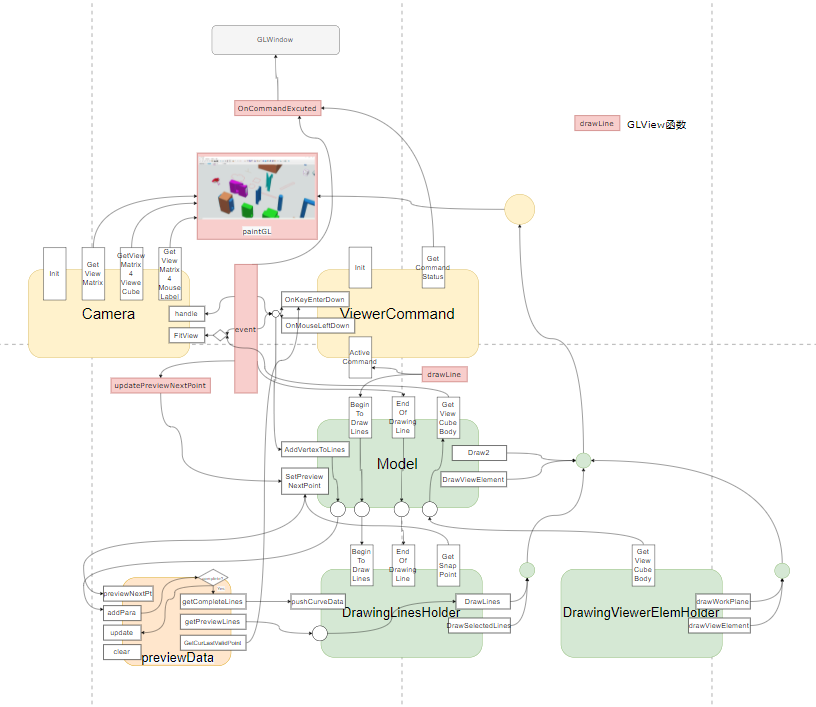 GLWindow
OnCommandExcuted
drawLine
GLView函数
paintGL
Init
Get
View
Matrix
GetView
Matrix
4
Viewe
Cube
Get
View
Matrix
4
Mouse
Label
Camera
handle
FitView
event
Init
Get
Command
Status
OnKeyEnterDown
ViewerCommand
OnMouseLeftDown
Active
Command
drawLine
updatePreviewNextPoint
Begin
To
Draw
Lines
End
Of
Drawing
Line
Get
View
Cube
Body
AddVertexToLines
Model
Draw2
SetPreview
NextPoint
DrawViewElement
Begin
To
Draw
Lines
End
Of
Drawing
Line
Get
Snap
Point
Get
View
Cube
Body
previewNextPt
addPara
update
clear
Yes
getCompleteLines
getPreviewLines
GetCurLastValidPoint
previewData
pushCurveData
DrawLines
DrawingLinesHolder
DrawSelectedLines
DrawingViewerElemHolder
drawWorkPlane
drawViewElement